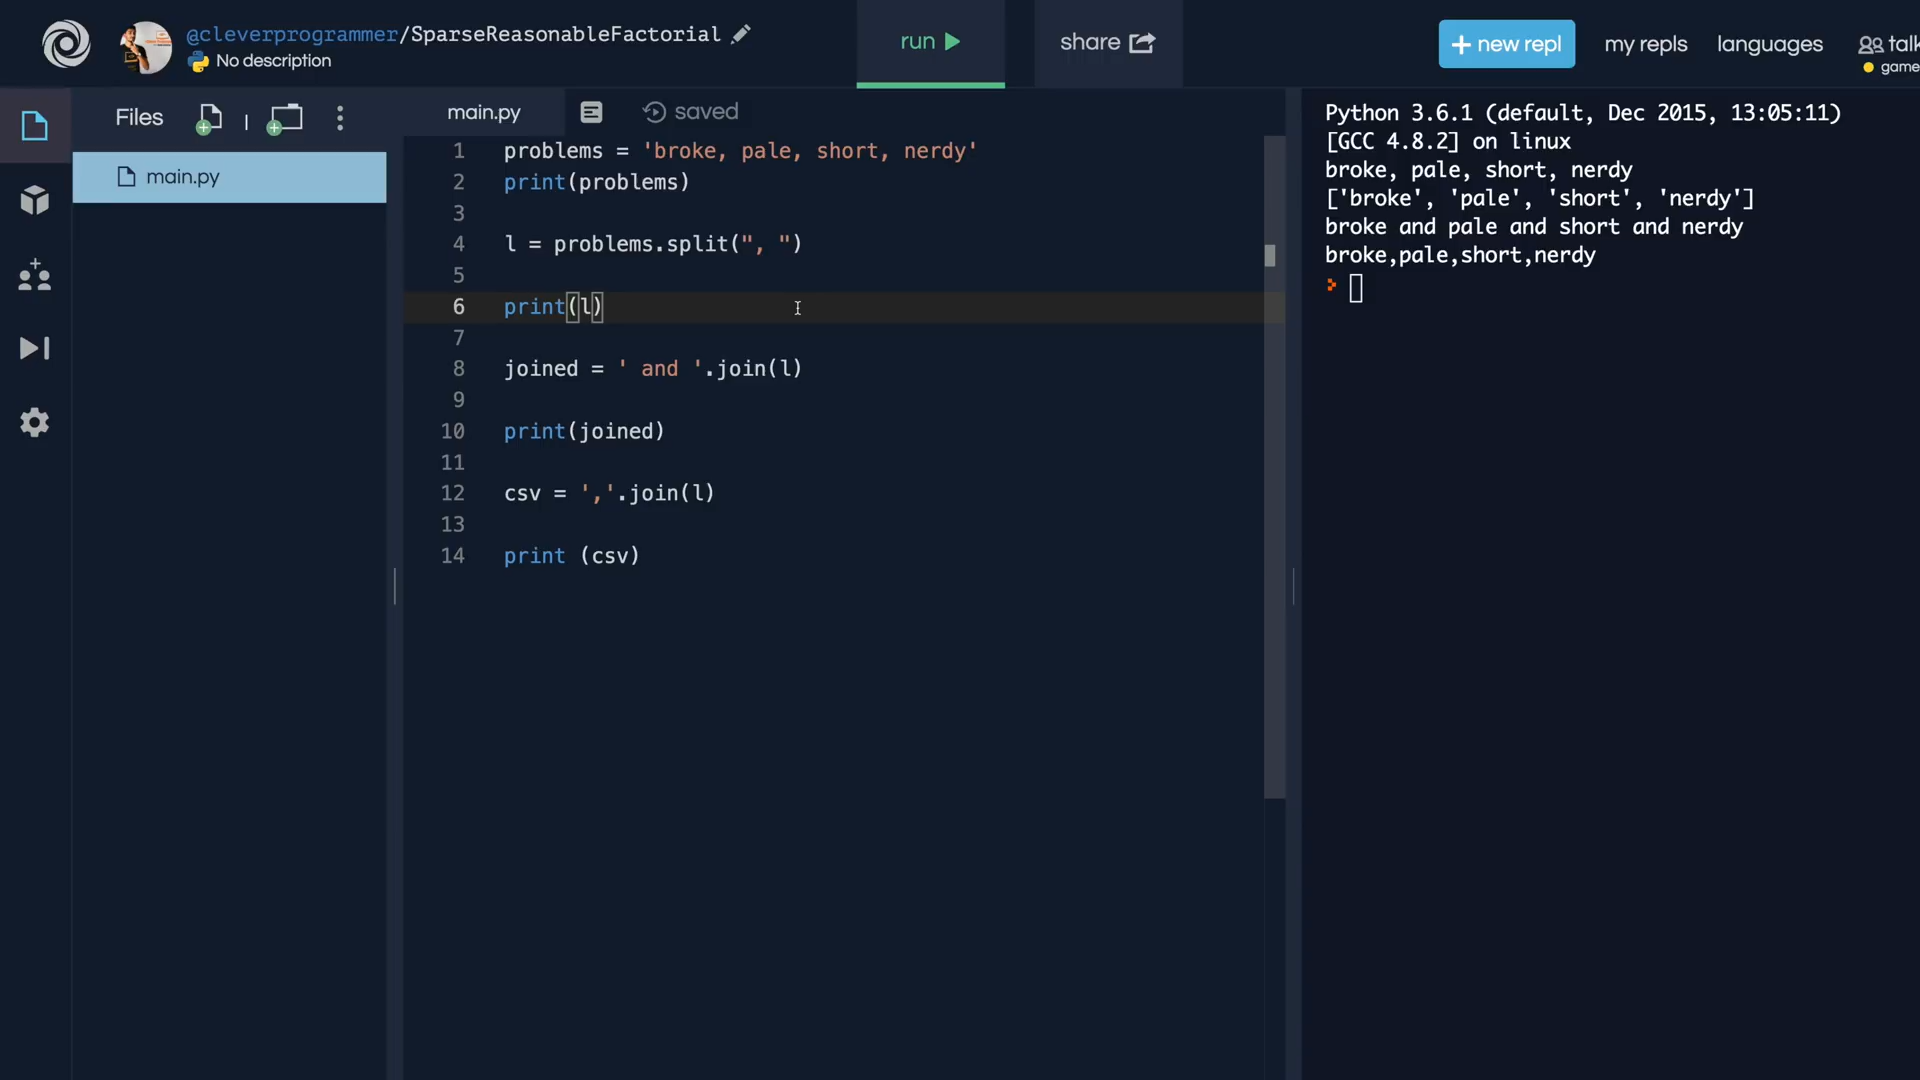 @cleverprogrammer/SparseReasonableFactorial
No description
run
share
+ new repl
my repls
languages
talk
game
Files
main.py
main.py
saved
1 problems = 'broke, pale, short, nerdy'
2 print(problems)
3
4 l = problems.split(", ")
5
6 print(l)
7
8 joined = ' and '.join(l)
9
10 print(joined)
11
12 csv = ','.join(l)
13
14 print (csv)
Python 3.6.1 (default, Dec 2015, 13:05:11)
[GCC 4.8.2] on linux
broke, pale, short, nerdy
['broke', 'pale', 'short', 'nerdy']
broke and pale and short and nerdy
broke,pale,short,nerdy